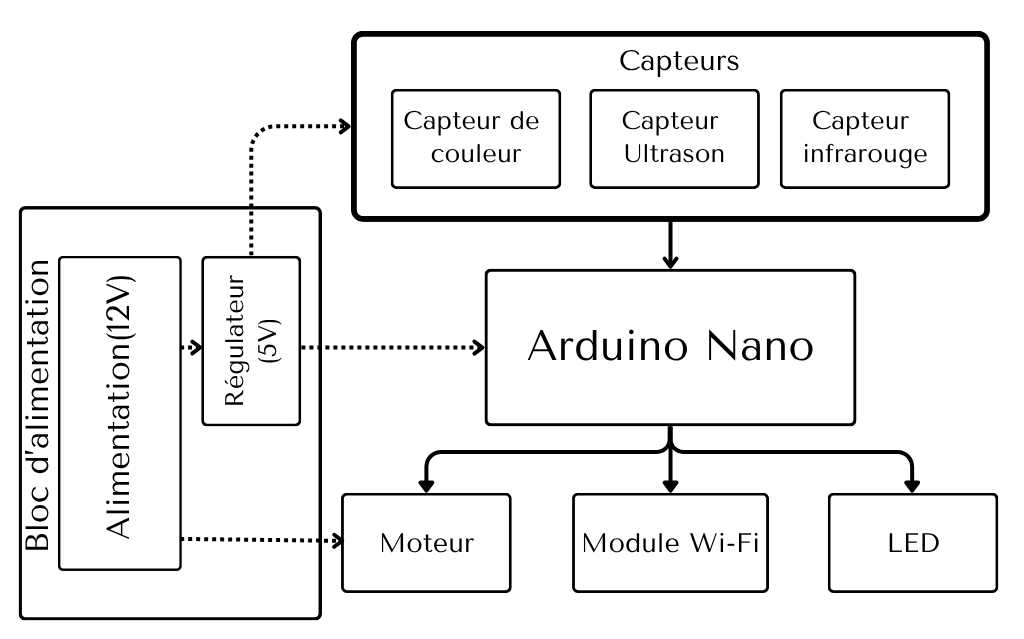 Capteurs
Capteur de
couleur
Capteur
Ultrason
Capteur
infrarouge
Bloc d'alimentation
Alimentation(12V)
Régulateur
(5V)
Arduino Nano
Moteur
Module Wi-Fi
LED